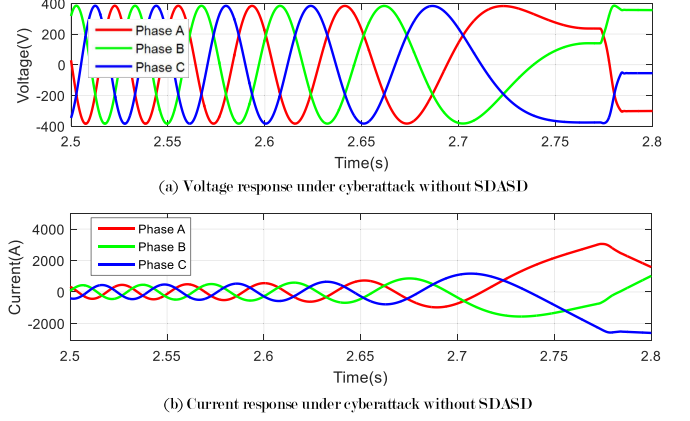 400
200
0
-200
-400
Voltage(V)
Phase A
Phase B
Phase C
2.5
2.55
2.6
2.65
2.7
2.75
2.8
Time(s)
(a) Voltage response under cyberattack without SDASD
4000
2000
0
-2000
Current(A)
Phase A
Phase B
Phase C
2.5
2.55
2.6
2.65
2.7
2.75
2.8
Time(s)
(b) Current response under cyberattack without SDASD